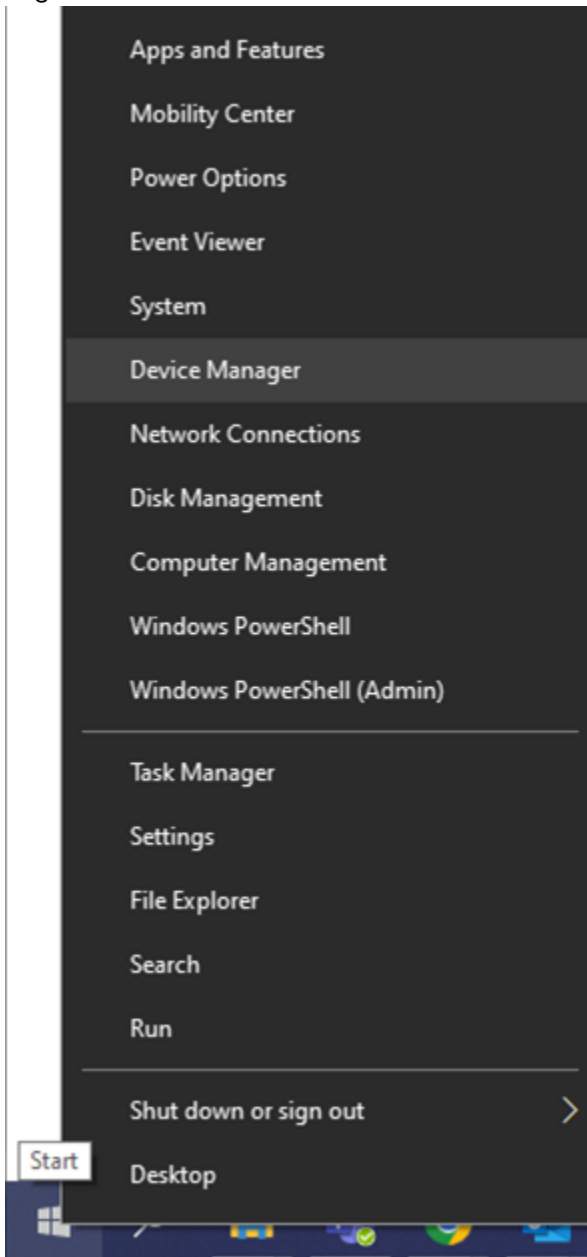 Apps and Features
Mobility Center
Power Options
Event Viewer
System
Device Manager
Network Connections
Disk Management
Computer Management
Windows PowerShell
Windows PowerShell (Admin)
Task Manager
Settings
File Explorer
Search
Run
Shut down or sign out
Start
Desktop